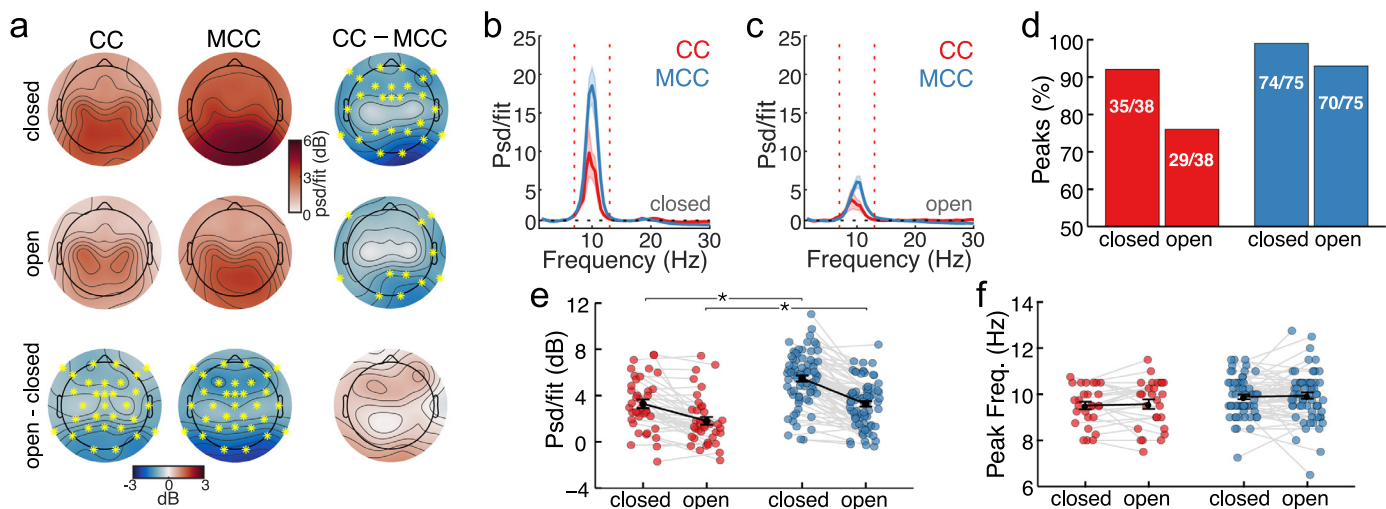 a
CC
MCC
CC – MCC
closed
open
open - closed
6
3
0
psd/fit (dB)
-3
0
3
dB
b
25
20
15
10
5
0
Psd/fit
CC
MCC
closed
10
20
30
Frequency (Hz)
c
25
20
15
10
5
0
Psd/fit
CC
MCC
open
10
20
30
Frequency (Hz)
d
100
90
80
70
60
50
Peaks (%)
35/38
29/38
74/75
70/75
closed open
closed open
e
12
8
4
0
−4
Psd/fit (dB)
*
*
closed
open
closed
open
f
14
12
10
8
6
Peak Freq. (Hz)
closed
open
closed
open